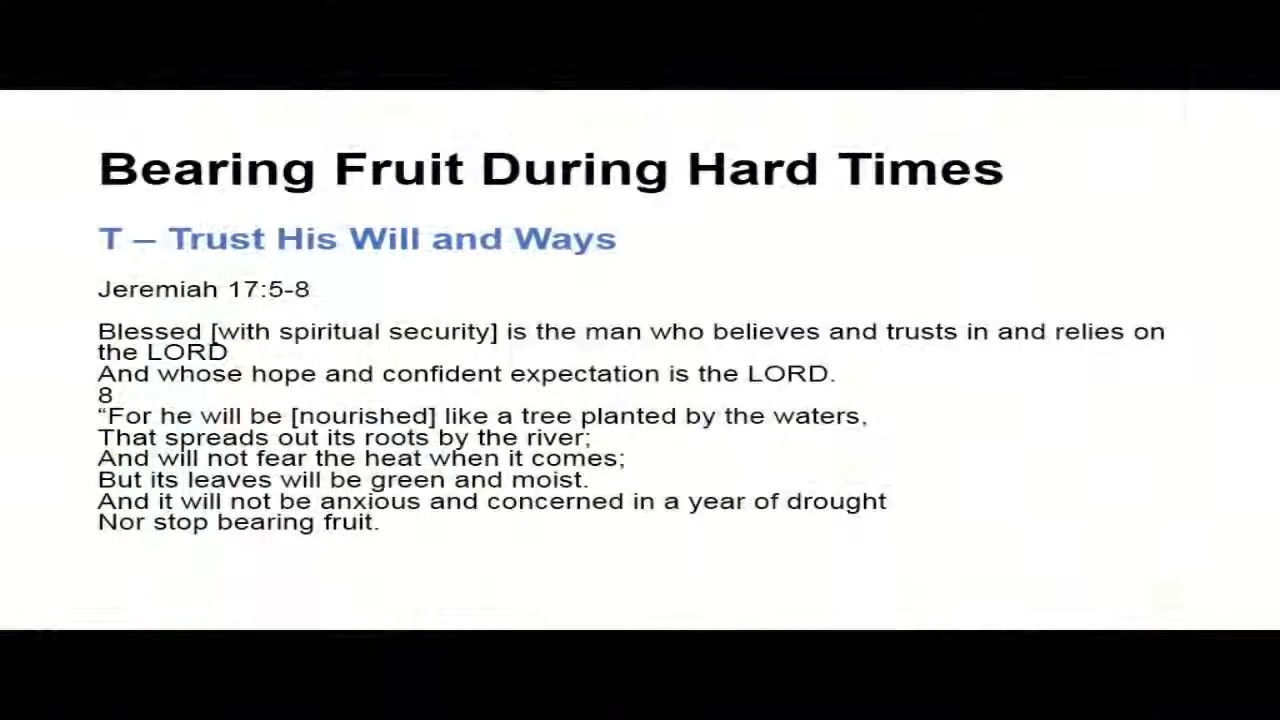 Bearing Fruit During Hard Times
T – Trust His Will and Ways
Jeremiah 17:5-8
Blessed [with spiritual security] is the man who believes and trusts in and relies on
the LORD
And whose hope and confident expectation is the LORD.
8
“For he will be [nourished] like a tree planted by the waters,
That spreads out its roots by the river;
And will not fear the heat when it comes;
But its leaves will be green and moist.
And it will not be anxious and concerned in a year of drought
Nor stop bearing fruit.